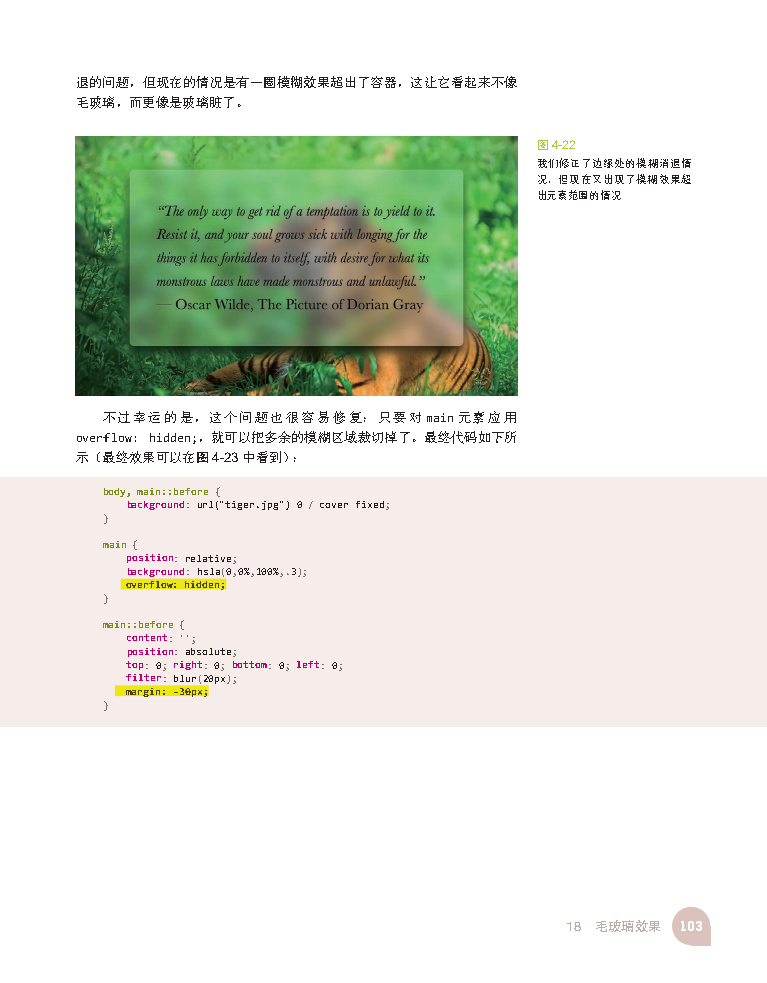 退的问题，但现在的情况是有一圈模糊效果超出了容器，这让它看起来不像
毛玻璃，而更像是玻璃脏了。
“The only way to get rid of a temptation is to yield to it.
Resist it, and your soul grows sick with longing for the
things it has forbidden to itself, with desire for what its
monstrous laws have made monstrous and unlawful.”
— Oscar Wilde, The Picture of Dorian Gray
图 4-22
我们修正了边缘处的模糊消退情
况，但现在又出现了模糊效果超
出元素范围的情况
不过幸运的是，这个问题也很容易修复：只要对 main 元素应用
overflow: hidden;，就可以把多余的模糊区域裁切掉了。最终代码如下所
示（最终效果可以在图 4-23 中看到）：
body, main::before {
background: url("tiger.jpg") 0 / cover fixed;
}
main {
position: relative;
background: hsla(0,0%,100%,.3);
overflow: hidden;
}
main::before {
content: '';
position: absolute;
top: 0; right: 0; bottom: 0; left: 0;
filter: blur(20px);
margin: -30px;
}
18 毛玻璃效果 103